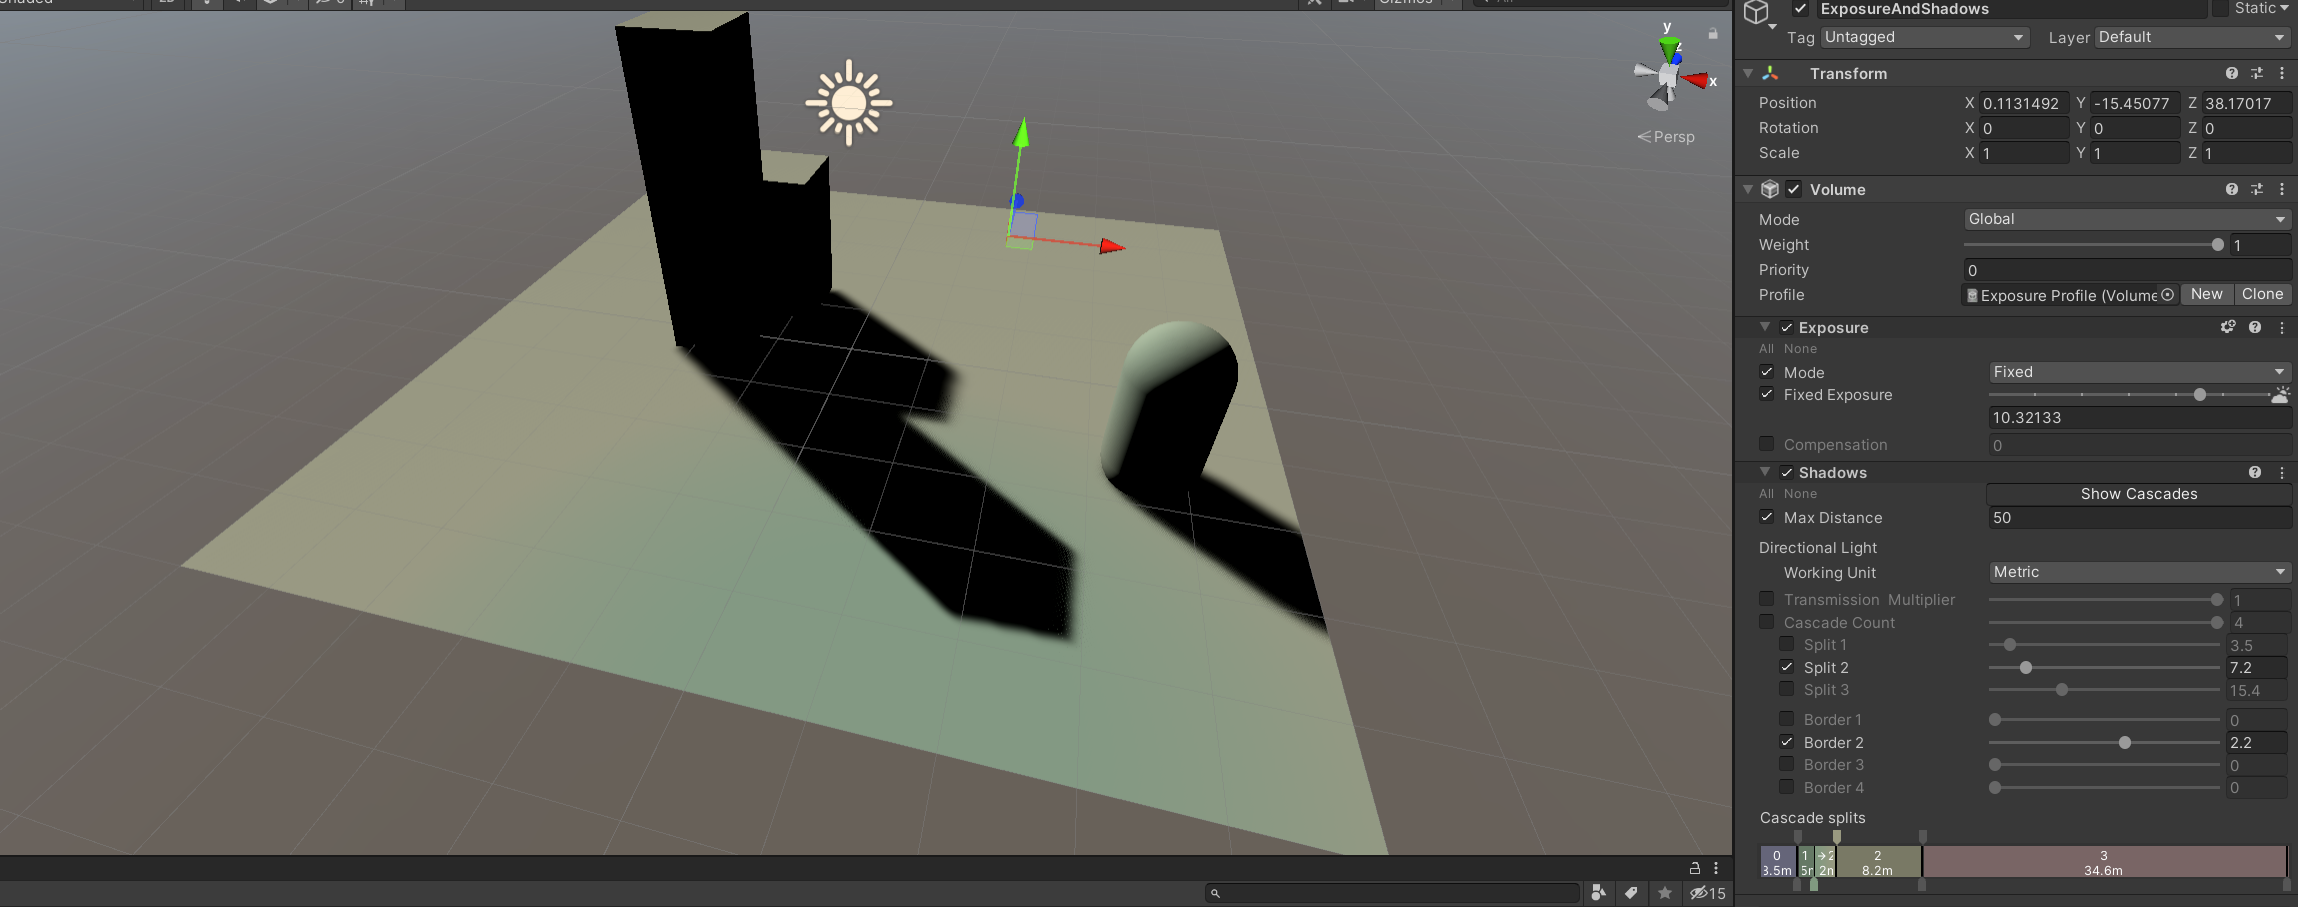 Shaded
2D
Gizmos
All
y
z
x
Persp
15
ExposureAndShadows
Static
Tag Untagged Layer Default
Transform
Position X 0.1131492 Y -15.45077 Z 38.17017
Rotation X 0 Y 0 Z 0
Scale X 1 Y 1 Z 1
Volume
Mode Global
Weight 1
Priority 0
Profile Exposure Profile (Volume New Clone
Exposure
All None
Mode Fixed
Fixed Exposure
10.32133
Compensation 0
Shadows
All None Show Cascades
Max Distance 50
Directional Light
Working Unit Metric
Transmission Multiplier 1
Cascade Count 4
Split 1 3.5
Split 2 7.2
Split 3 15.4
Border 1 0
Border 2 2.2
Border 3 0
Border 4 0
Cascade splits
0 1 →2 2 3
3.5m 8.2m 34.6m